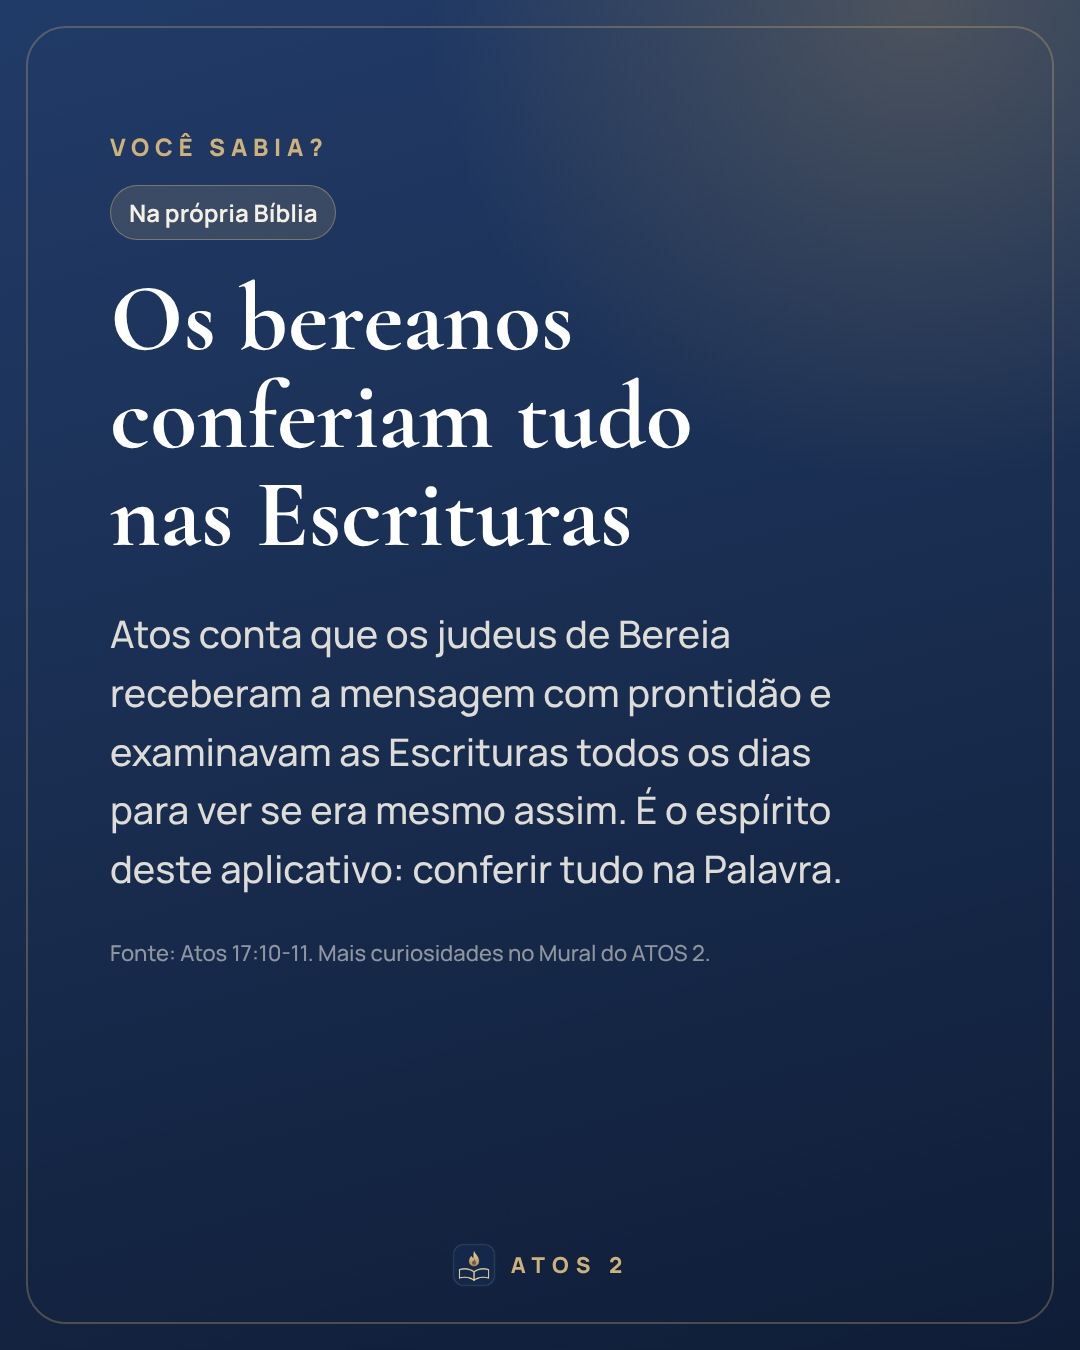 VOCÊ SABIA?
Na própria Bíblia
Os bereanos
conferiam tudo
nas Escrituras
Atos conta que os judeus de Bereia
receberam a mensagem com prontidão e
examinavam as Escrituras todos os dias
para ver se era mesmo assim. É o espírito
deste aplicativo: conferir tudo na Palavra.
Fonte: Atos 17:10-11. Mais curiosidades no Mural do ATOS 2.
ATOS 2